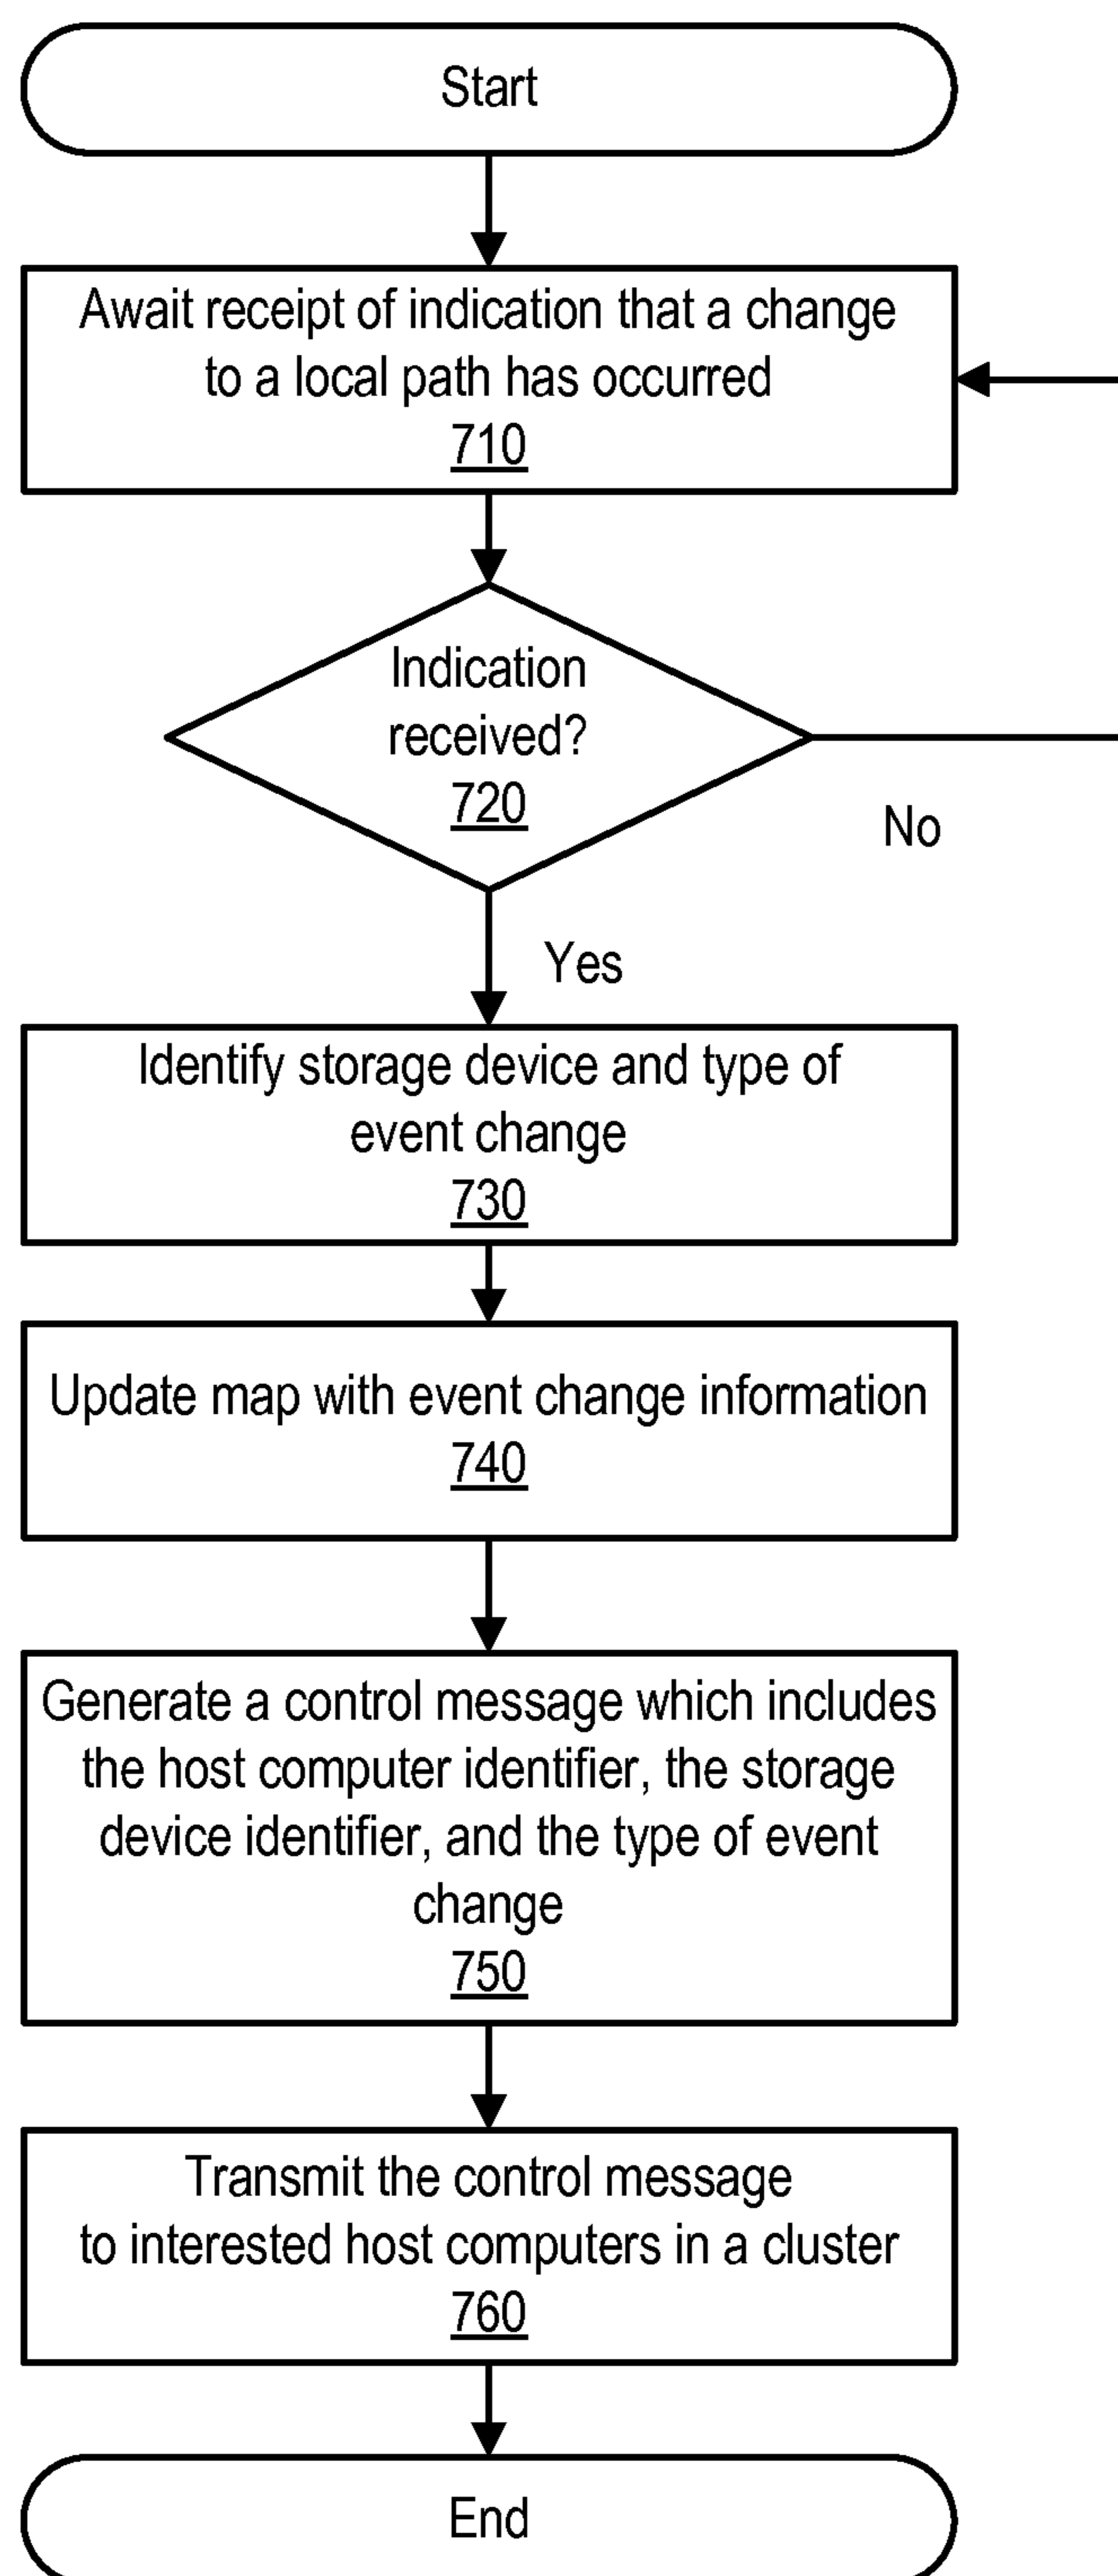 Start
Await receipt of indication that a change
to a local path has occurred
710
Indication
received?
720
No
Yes
Identify storage device and type of
event change
730
Update map with event change information
740
Generate a control message which includes
the host computer identifier, the storage
device identifier, and the type of event
change
750
Transmit the control message
to interested host computers in a cluster
760
End